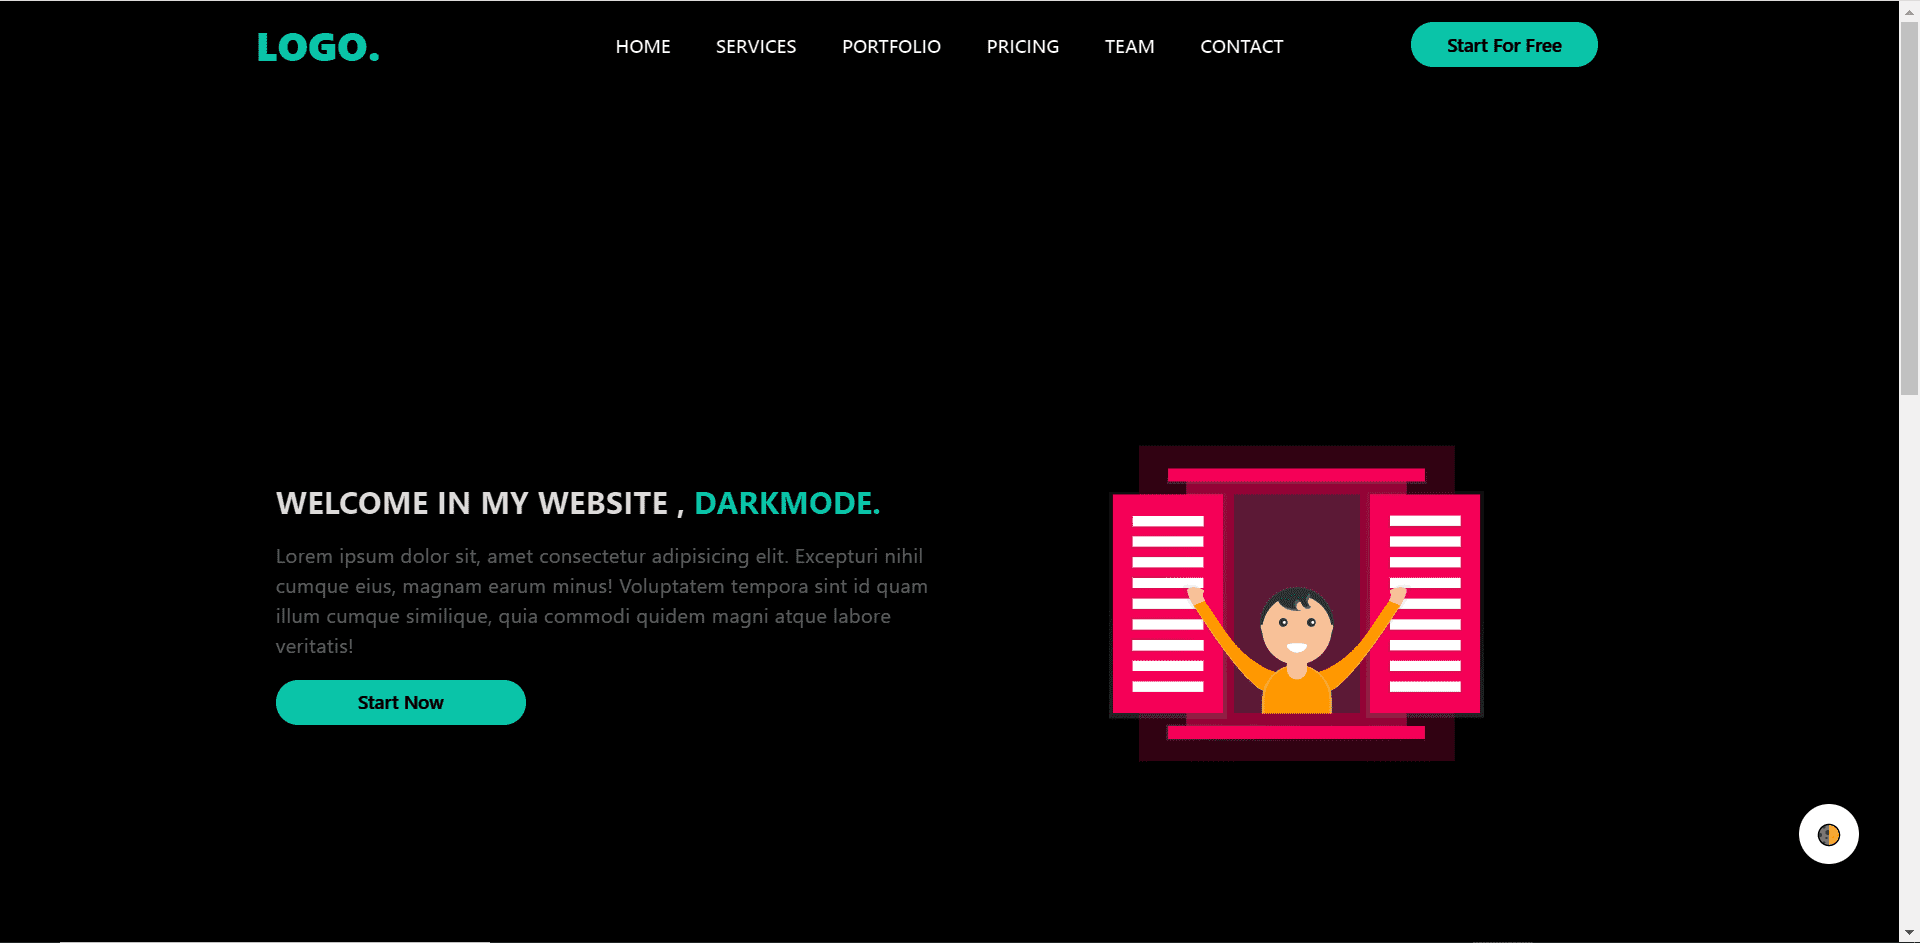 LOGO.
HOME SERVICES PORTFOLIO PRICING TEAM CONTACT
Start For Free
WELCOME IN MY WEBSITE , DARKMODE.
Lorem ipsum dolor sit, amet consectetur adipisicing elit. Excepturi nihil
cumque eius, magnam earum minus! Voluptatem tempora sint id quam
illum cumque similique, quia commodi quidem magni atque labore
veritatis!
Start Now